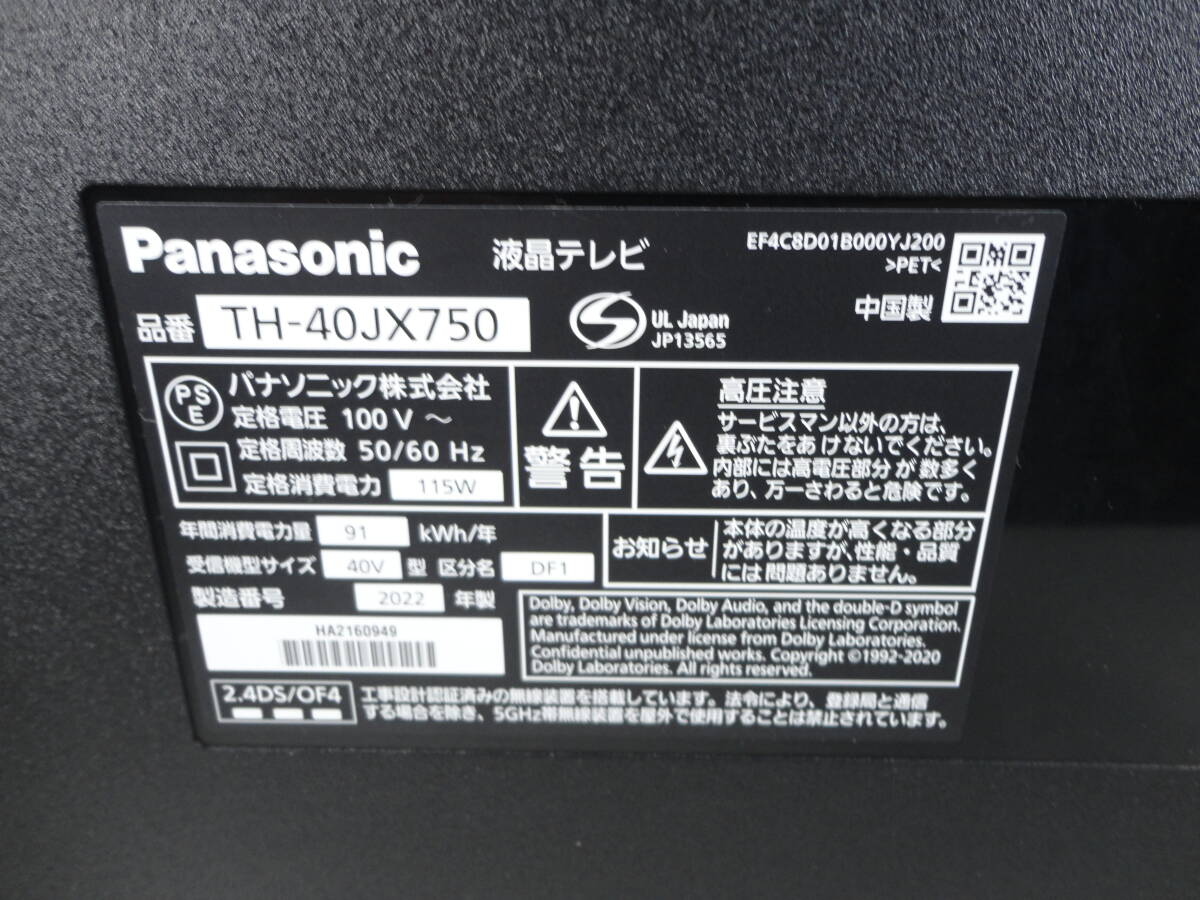 Panasonic 液晶テレビ
EF4C8D01B000YJ200
>PET<
中国製
品番 TH-40JX750
UL Japan
JP13565
PS
E
パナソニック株式会社
定格電圧 100 V ～
定格周波数 50/60 Hz
定格消費電力 115W
警告
高圧注意
サービスマン以外の方は、
裏ぶたをあけないでください。
内部には高電圧部分が数多く
あり、万一さわると危険です。
年間消費電力量 91 kWh/年
受信機型サイズ 40V 型 区分名 DF1
製造番号 2022 年製
HA2160949
お知らせ
本体の温度が高くなる部分
がありますが、性能・品質
には問題ありません。
Dolby, Dolby Vision, Dolby Audio, and the double-D symbol
are trademarks of Dolby Laboratories Licensing Corporation.
Manufactured under license from Dolby Laboratories.
Confidential unpublished works. Copyright ©1992-2020
Dolby Laboratories. All rights reserved.
2.4DS/OF4
工事設計認証済みの無線装置を搭載しています。法令により、登録局と通信
する場合を除き、5GHz帯無線装置を屋外で使用することは禁止されています。